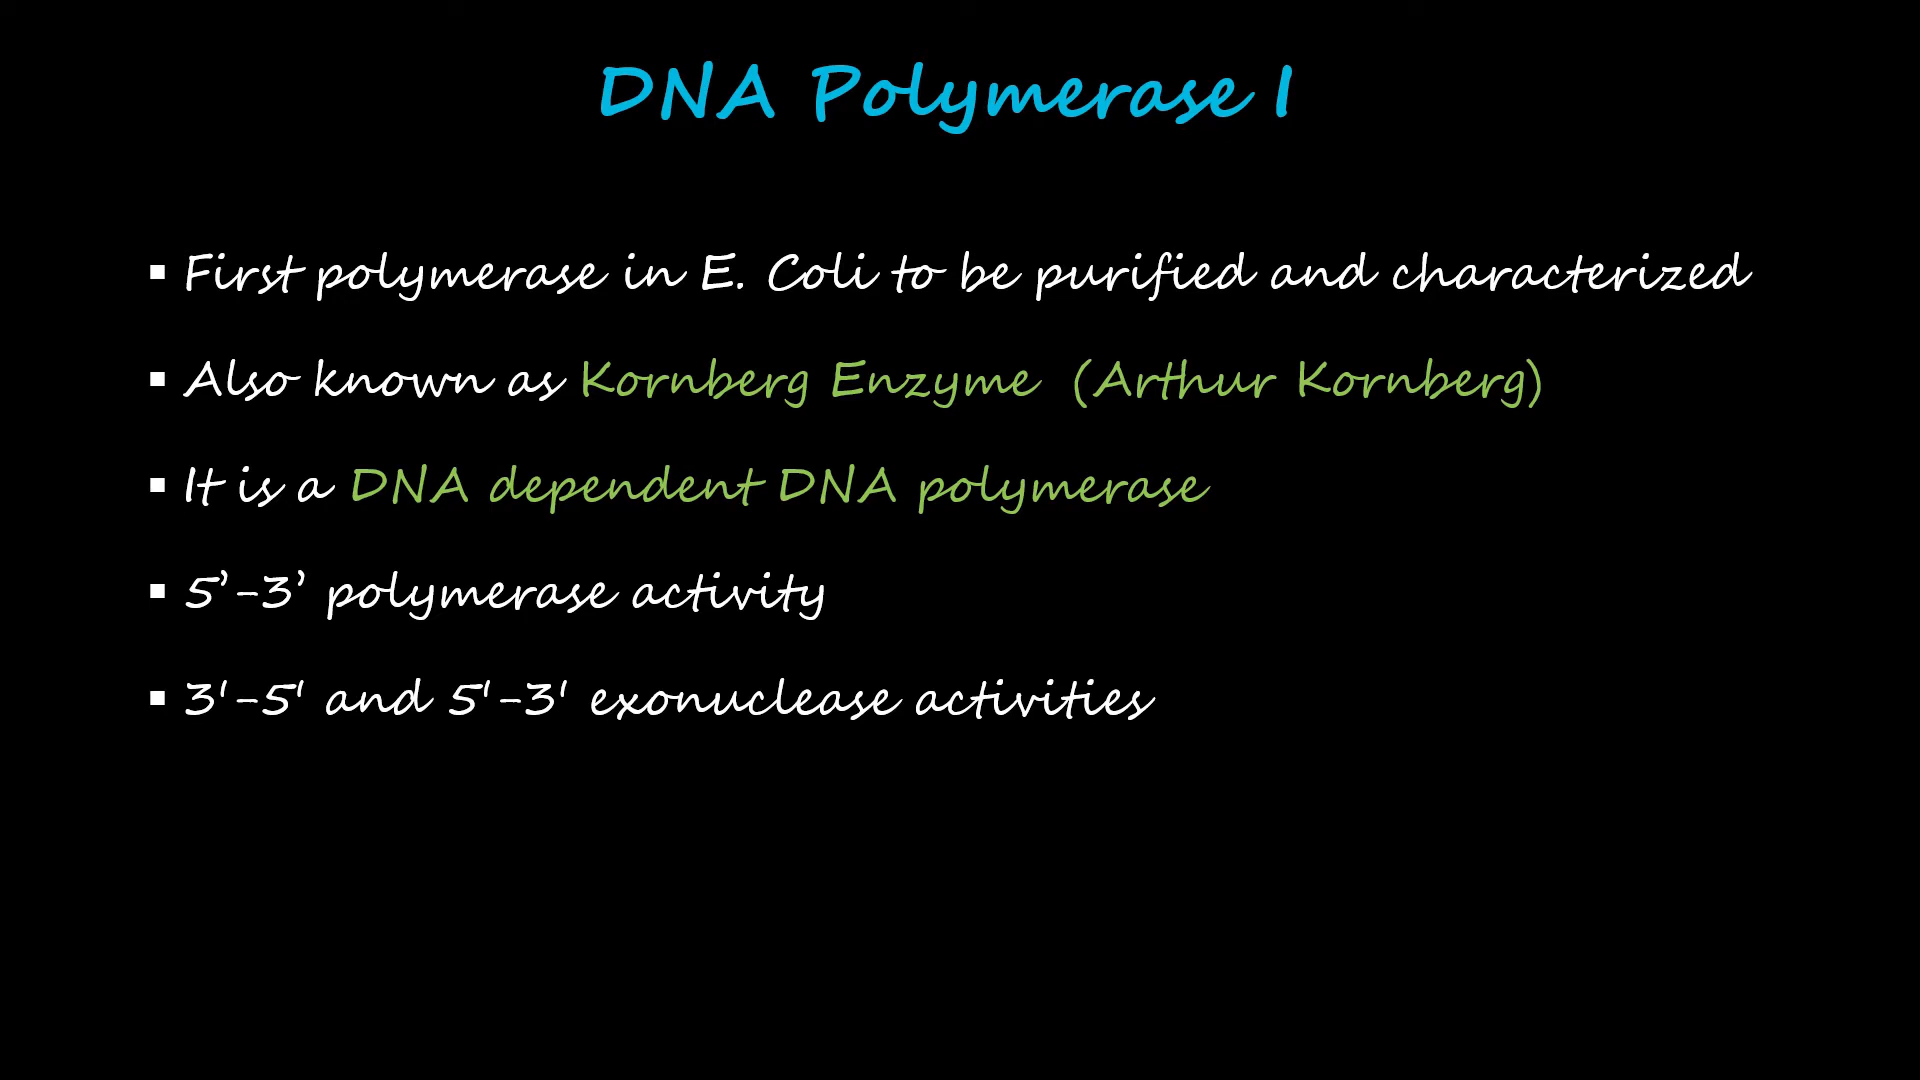 DNA Polymerase I
▪ First polymerase in E. Coli to be purified and characterized
▪ Also known as Kornberg Enzyme (Arthur Kornberg)
▪ It is a DNA dependent DNA polymerase
▪ 5’-3’ polymerase activity
▪ 3'-5' and 5'-3' exonuclease activities